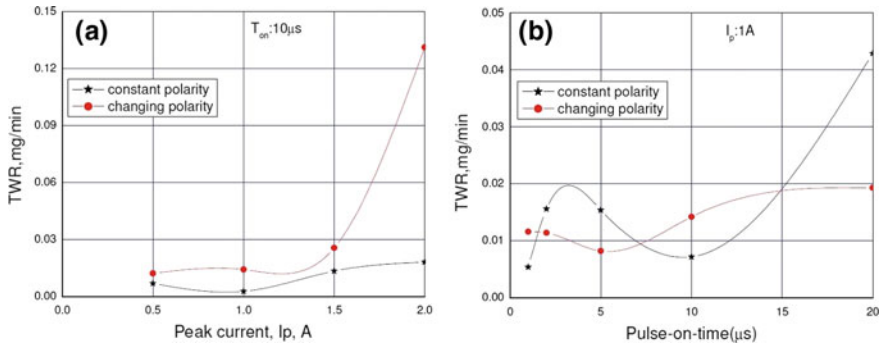 (a)
T_on:10μs
constant polarity
changing polarity
TWR,mg/min
0.15
0.12
0.09
0.06
0.03
0.00
0.0 0.5 1.0 1.5 2.0
Peak current, Ip, A
(b)
I_p:1A
constant polarity
changing polarity
TWR,mg/min
0.05
0.04
0.03
0.02
0.01
0.00
0 5 10 15 20
Pulse-on-time(μs)